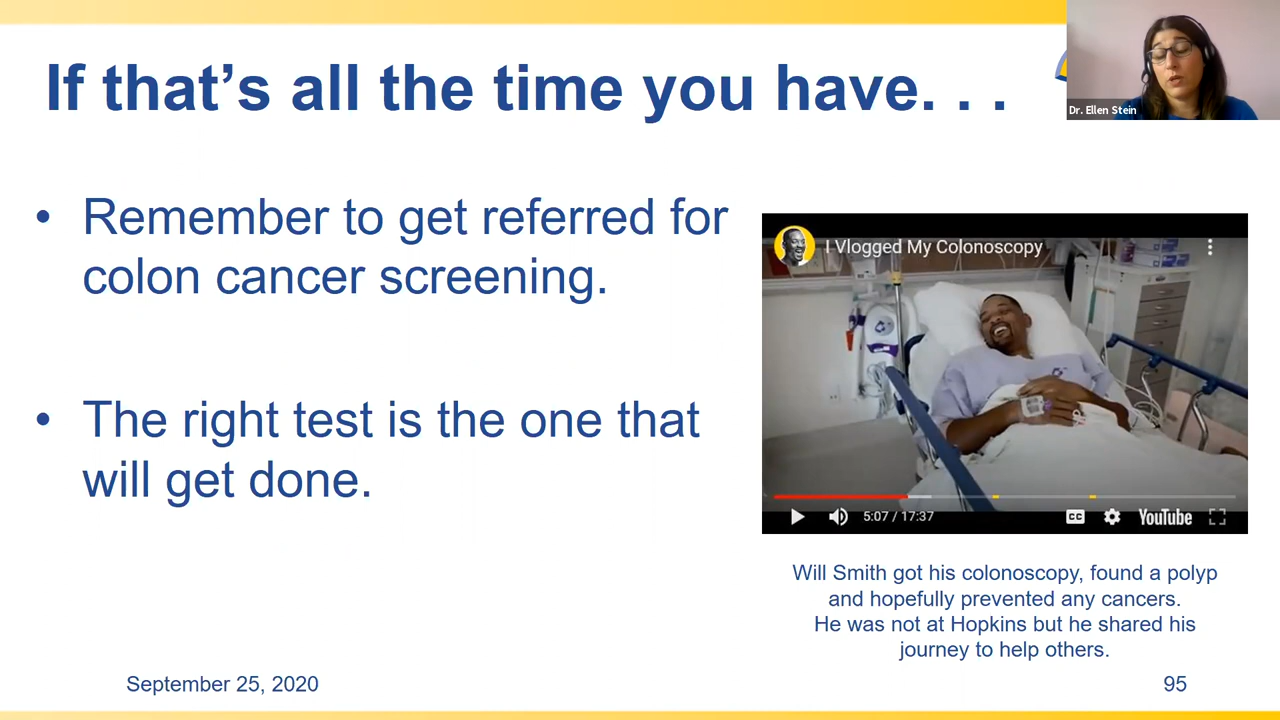 If that's all the time you have. . .
Dr. Ellen Stein
• Remember to get referred for
colon cancer screening.
• The right test is the one that
will get done.
I Vlogged My Colonoscopy
5:07 / 17:37
CC
YouTube
Will Smith got his colonoscopy, found a polyp
and hopefully prevented any cancers.
He was not at Hopkins but he shared his
journey to help others.
September 25, 2020
95